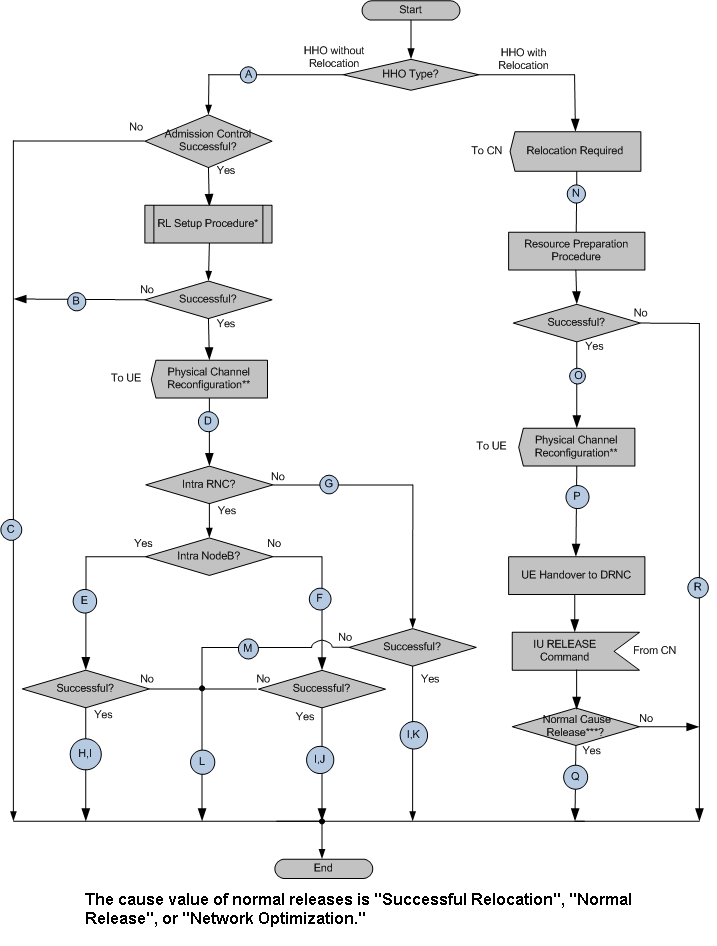 Start
HHO without
Relocation
HHO with
Relocation
A
HHO Type?
No
Admission Control
Successful?
Yes
To CN
Relocation Required
N
RL Setup Procedure*
Resource Preparation
Procedure
No
B
Successful?
Yes
Successful?
No
Yes
To UE
Physical Channel
Reconfiguration**
O
D
To UE
Physical Channel
Reconfiguration**
Intra RNC?
No
G
Yes
P
C
Yes
Intra NodeB?
No
UE Handover to DRNC
R
E
F
M
No
Successful?
Yes
IU RELEASE
Command
From CN
Successful?
No
Yes
No
Successful?
Yes
Normal Cause
Release***?
No
Yes
H,I
L
I,J
I,K
Q
End
The cause value of normal releases is "Successful Relocation", "Normal
Release", or "Network Optimization."